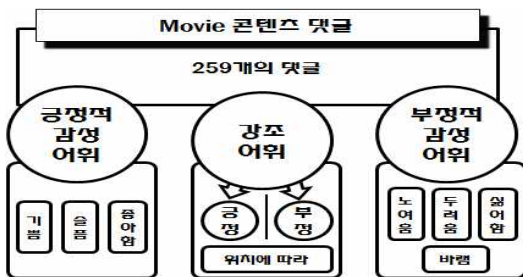 Movie 콘텐츠 댓글
259개의 댓글
긍정적
감성
어휘
강조
어휘
부정적
감성
어휘
기쁨
슬픔
좋아함
긍정
부정
위치에 따라
노여움
두려움
싫어함
바램